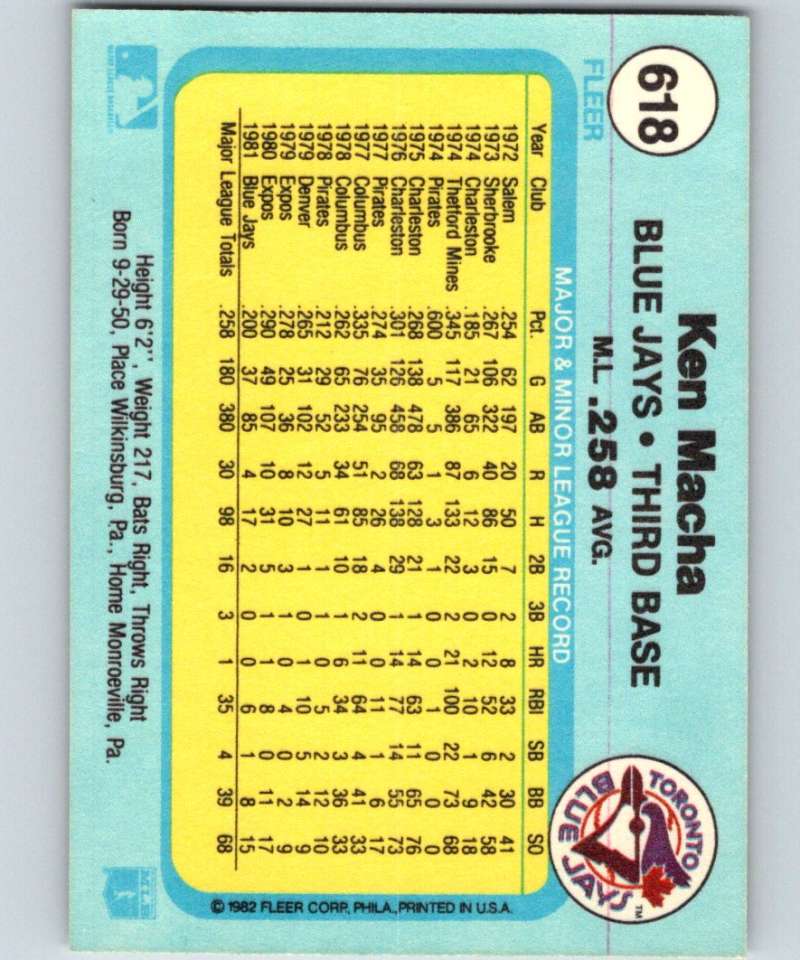 618
FLEER
Ken Macha
BLUE JAYS • THIRD BASE
M.L. .258 AVG.
TORONTO
BLUE JAYS™
MAJOR & MINOR LEAGUE RECORD
Year Club Pct. G AB R H 2B 3B HR RBI SB BB SO
1972 Salem .254 62 197 20 50 7 2 8 33 2 30 41
1973 Sherbrooke .267 106 322 40 86 15 0 12 52 6 42 58
1974 Charleston .185 21 65 6 12 3 0 2 10 1 9 18
1974 Thetford Mines .345 117 386 87 133 22 2 21 100 22 73 68
1974 Pirates .600 5 5 1 3 1 0 0 1 0 0 0
1975 Charleston .268 138 478 63 128 21 1 14 63 11 65 76
1976 Charleston .301 126 458 68 138 29 1 14 77 14 55 73
1977 Pirates .274 35 95 2 26 4 0 0 11 1 6 17
1977 Columbus .335 76 254 51 85 18 2 11 64 4 41 33
1978 Columbus .262 65 233 34 61 10 1 6 34 3 36 33
1978 Pirates .212 29 52 5 11 1 1 1 5 2 12 10
1979 Denver .265 31 102 12 27 1 0 1 10 5 14 9
1979 Expos .278 25 36 8 10 3 1 0 4 0 2 9
1980 Expos .290 49 107 10 31 5 1 1 8 0 11 17
1981 Blue Jays .200 37 85 4 17 2 0 0 6 1 8 15
Major League Totals .258 180 380 30 98 16 3 1 35 4 39 68
© 1982 FLEER CORP., PHILA., PRINTED IN U.S.A.
Height 6'2", Weight 217, Bats Right, Throws Right
Born 9-29-50, Place Wilkinsburg, Pa., Home Monroeville, Pa.